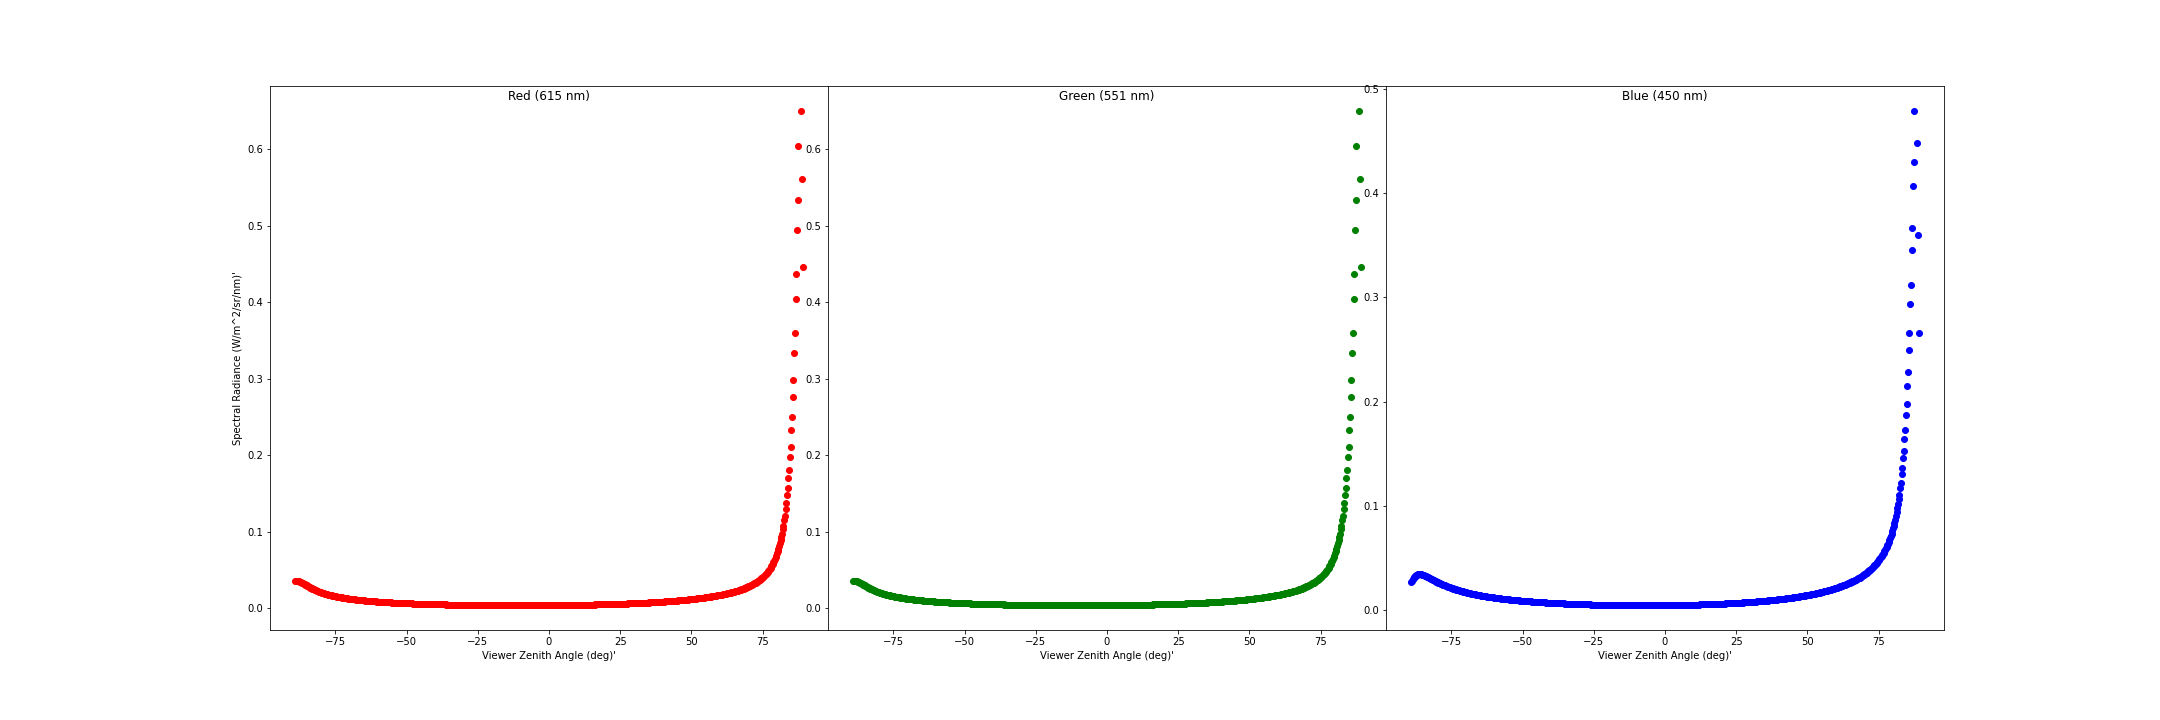 Red (615 nm)
Green (551 nm)
Blue (450 nm)
Spectral Radiance (W/m^2/sr/nm)'
0.6
0.5
0.4
0.3
0.2
0.1
0.0
0.6
0.5
0.4
0.3
0.2
0.1
0.0
0.5
0.4
0.3
0.2
0.1
0.0
−75 −50 −25 0 25 50 75
−75 −50 −25 0 25 50 75
−75 −50 −25 0 25 50 75
Viewer Zenith Angle (deg)'
Viewer Zenith Angle (deg)'
Viewer Zenith Angle (deg)'